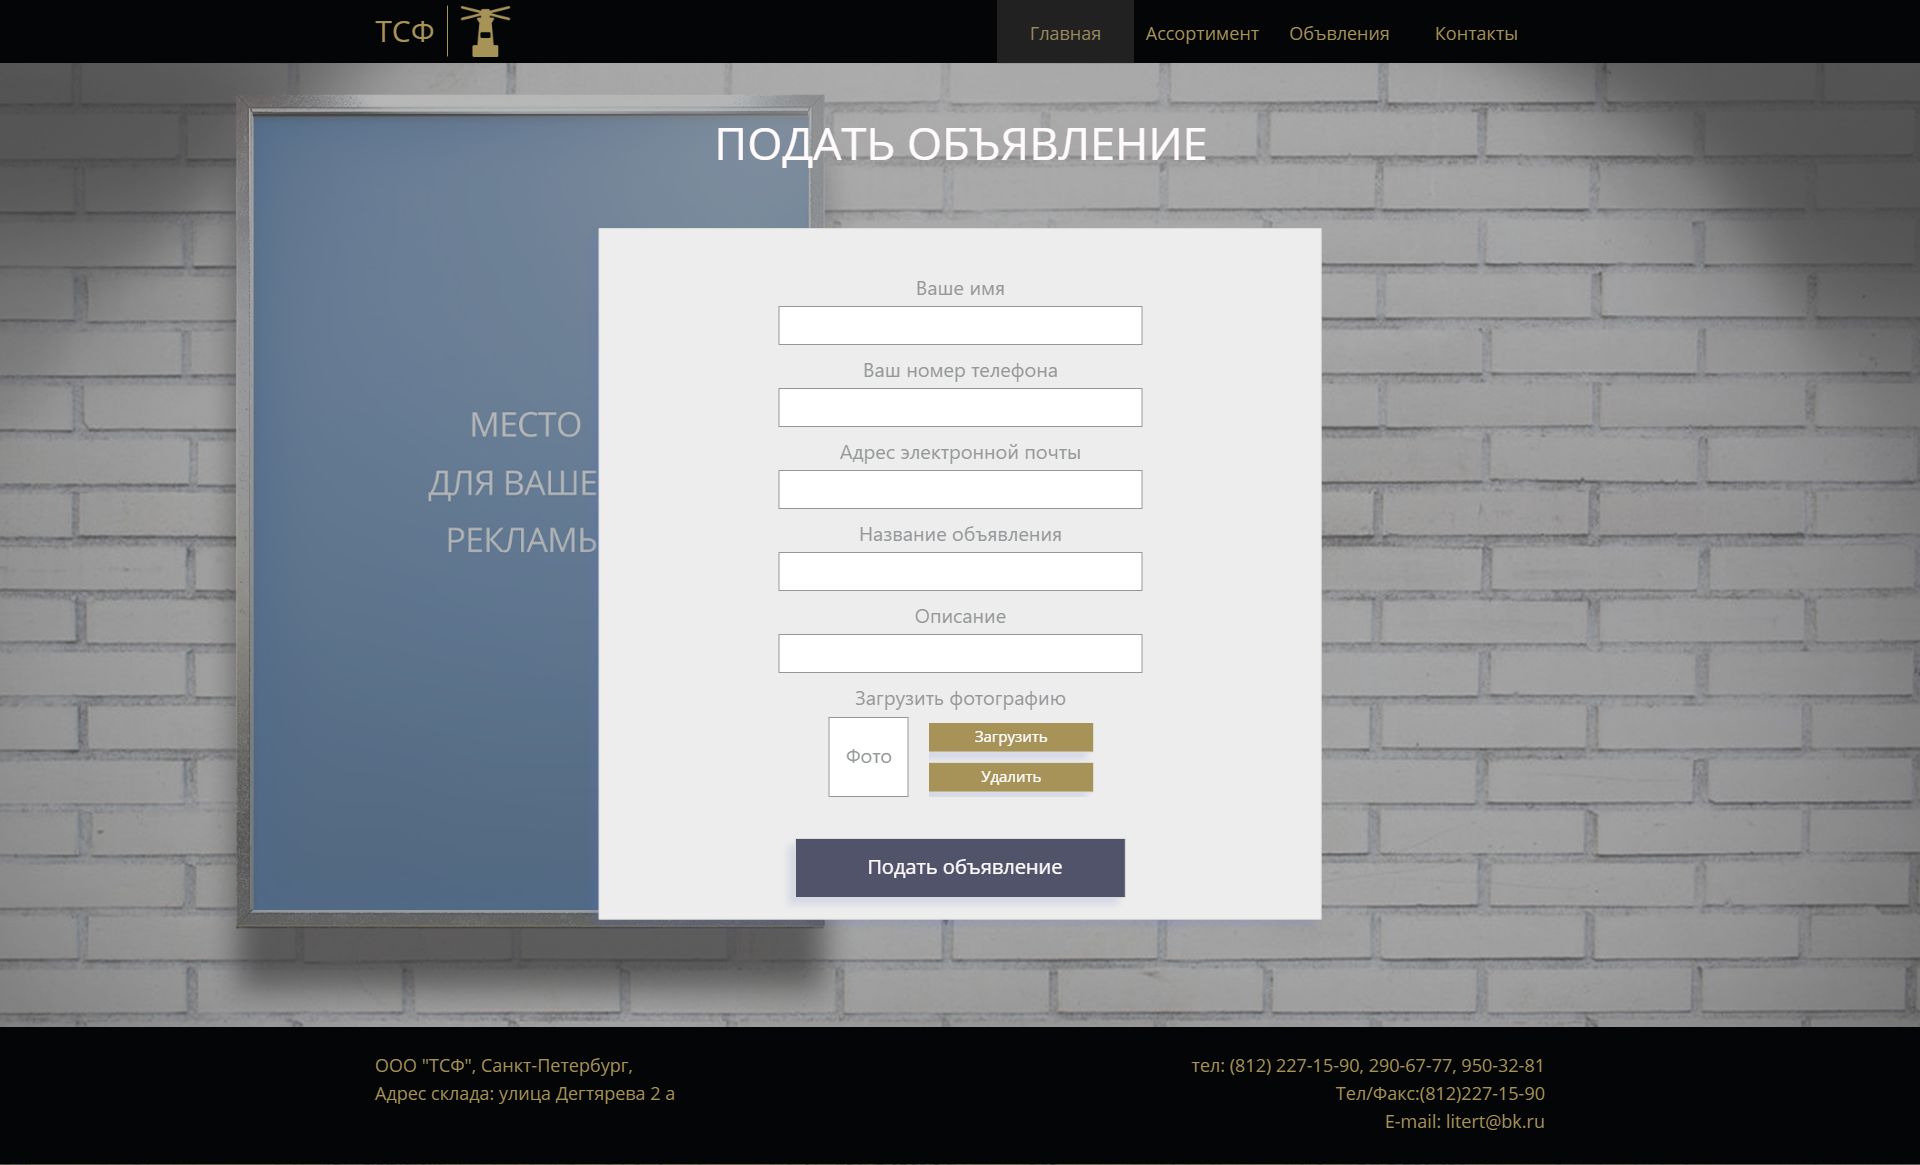 ТСФ
Главная
Ассортимент
Объвления
Контакты
ПОДАТЬ ОБЪЯВЛЕНИЕ
МЕСТО
ДЛЯ ВАШЕ
РЕКЛАМЫ
Ваше имя
Ваш номер телефона
Адрес электронной почты
Название объявления
Описание
Загрузить фотографию
Фото
Загрузить
Удалить
Подать объявление
ООО "ТСФ", Санкт-Петербург,
Адрес склада: улица Дегтярева 2 а
тел: (812) 227-15-90, 290-67-77, 950-32-81
Тел/Факс:(812)227-15-90
E-mail: litert@bk.ru